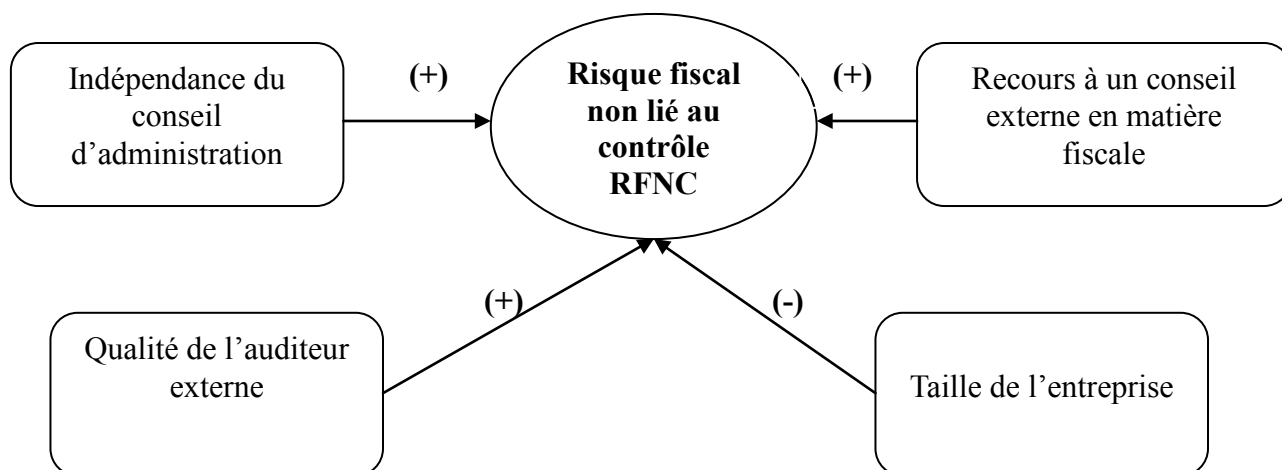 Indépendance du
conseil
d’administration
(+)
Risque fiscal
non lié au
contrôle
RFNC
(+)
Recours à un conseil
externe en matière
fiscale
(+)
(-)
Qualité de l’auditeur
externe
Taille de l’entreprise